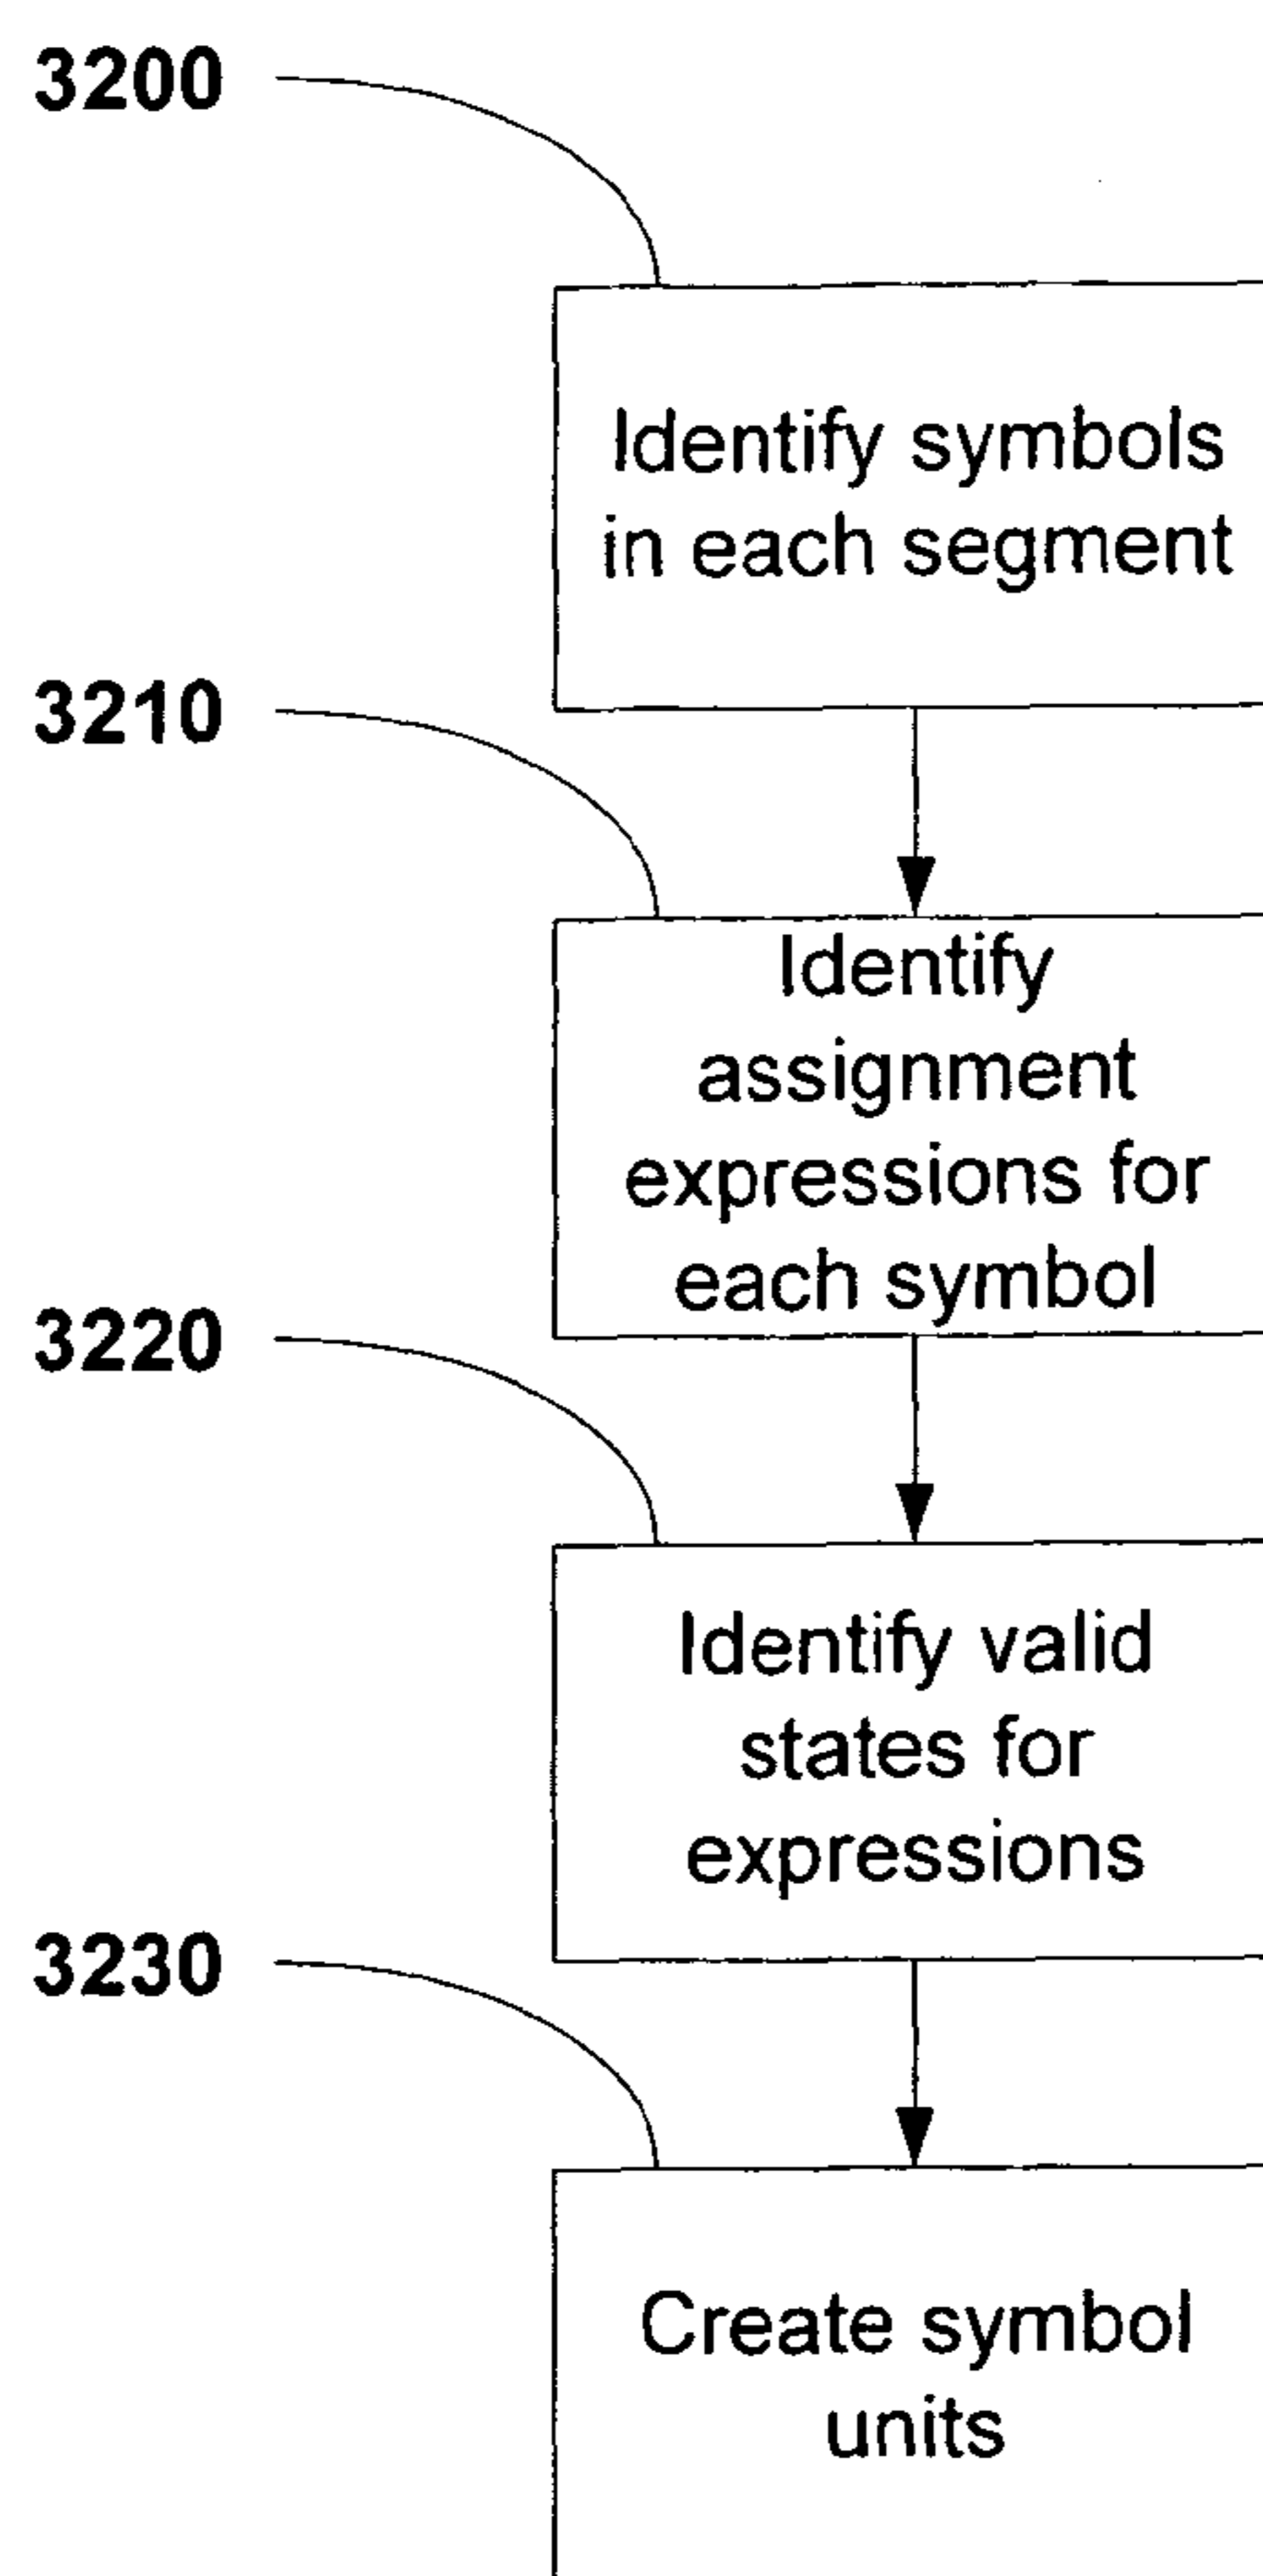 3200
Identify symbols
in each segment
3210
Identify
assignment
expressions for
each symbol
3220
Identify valid
states for
expressions
3230
Create symbol
units